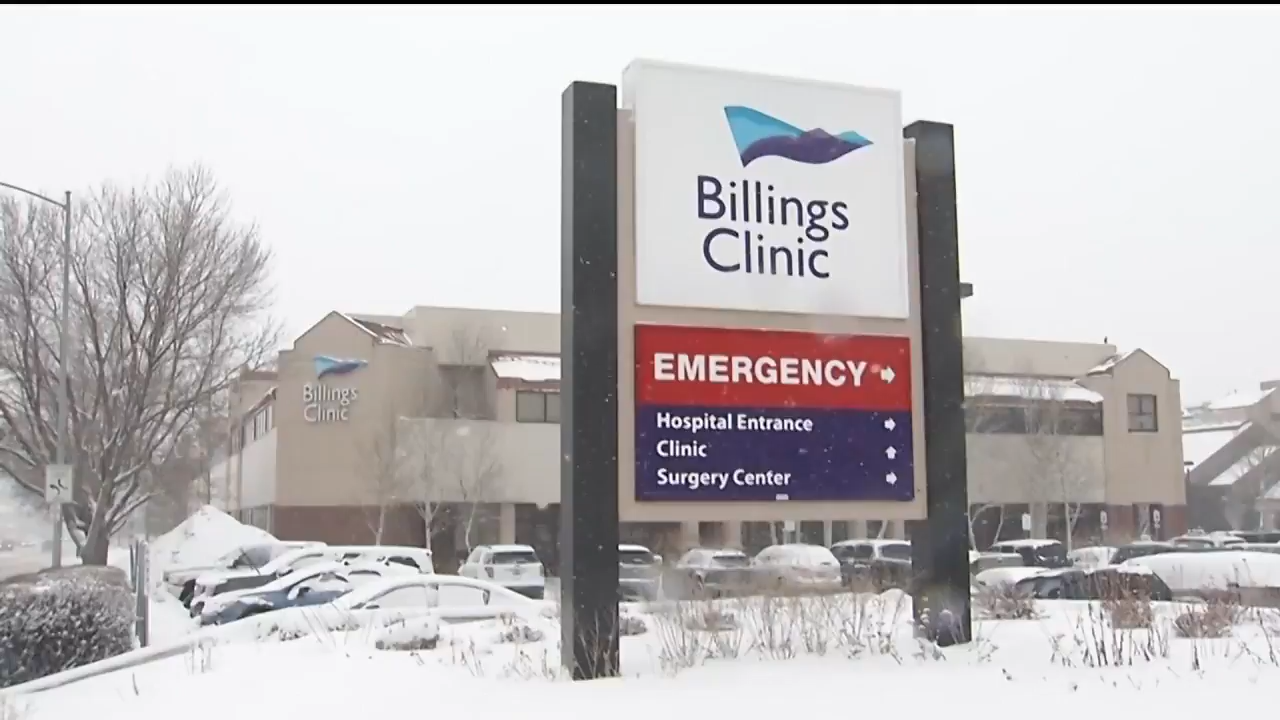 Billings
Clinic
EMERGENCY
Hospital Entrance
Clinic
Surgery Center
Billings
Clinic